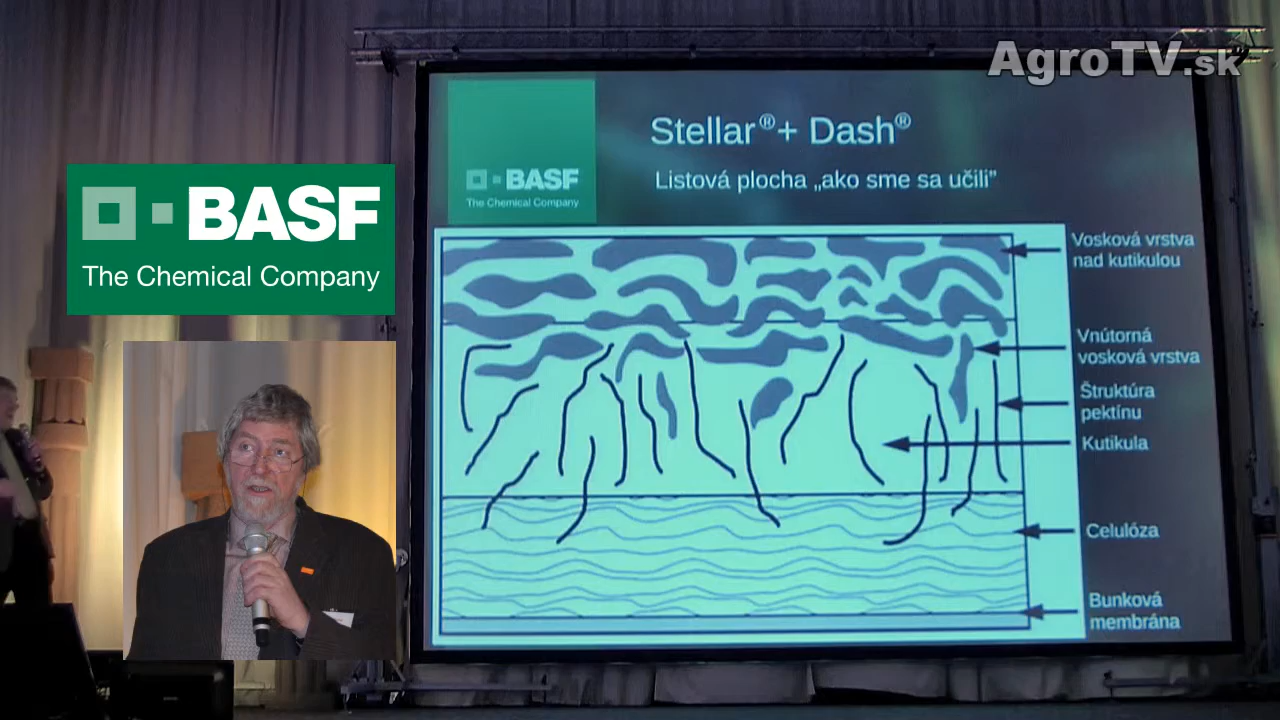 AgroTV.sk
BASF
The Chemical Company
BASF
The Chemical Company
Stellar®+ Dash®
Listová plocha „ako sme sa učili”
Vosková vrstva
nad kutikulou
Vnútorná
vosková vrstva
Štruktúra
pektínu
Kutikula
Celulóza
Bunková
membrána